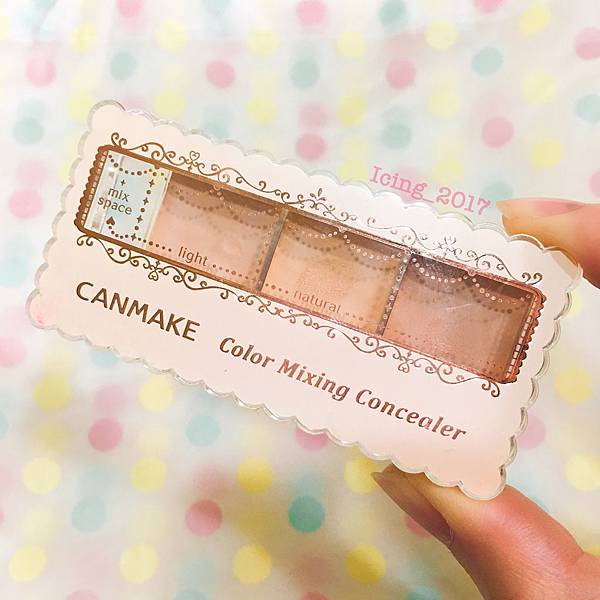 Icing_2017
mix
space
light
natural
CANMAKE
Color Mixing Concealer